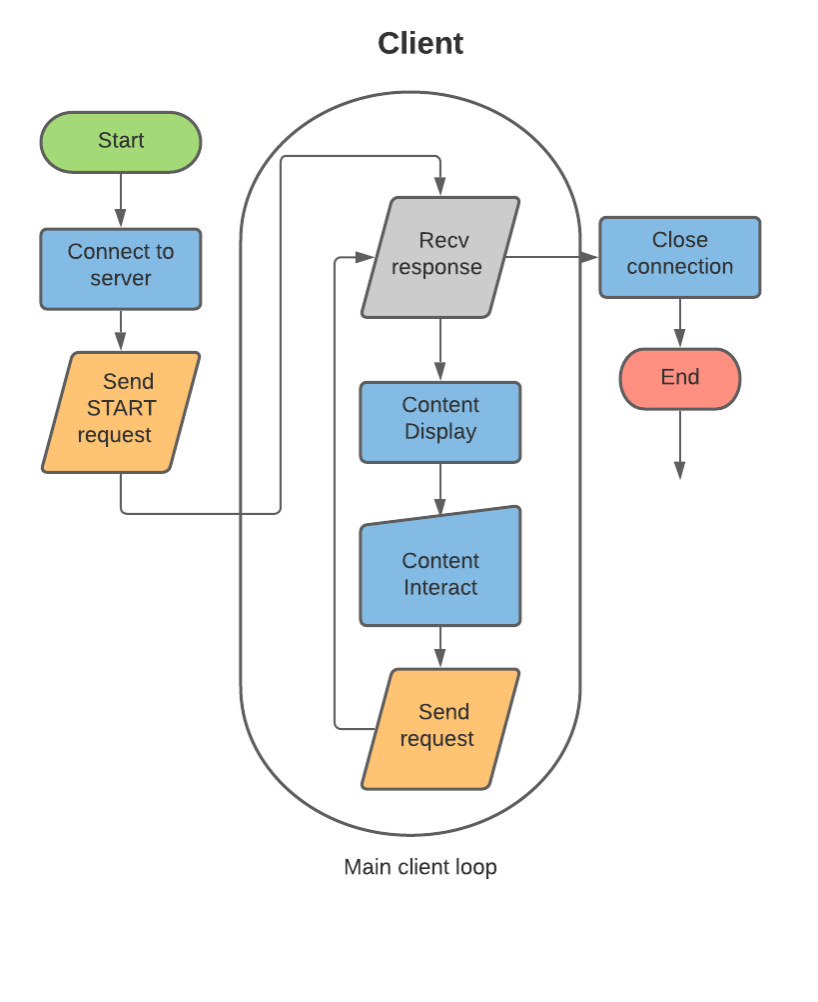 Client
Start
Connect to
server
Send
START
request
Recv
response
Content
Display
Content
Interact
Send
request
Close
connection
End
Main client loop